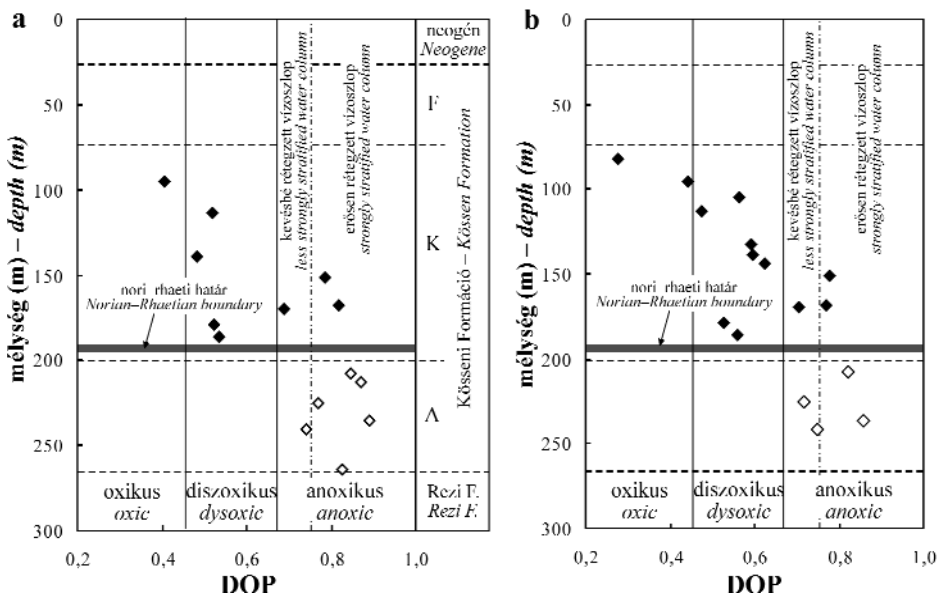 a
0
50
100
150
200
250
300
mélység (m) – depth (m)
0,2
0,4
0,6
0,8
1,0
DOP
oxikus
oxic
diszoxikus
dysoxic
anoxikus
anoxic
kevésbé rétegzett vízoszlop
less strongly stratified water column
erősen rétegzett vízoszlop
strongly stratified water column
nori rhaeti határ
Norian–Rhaetian boundary
neogén
Neogene
F
K
Kösseni Formáció – Kössen Formation
Rezi F.
Rezi F.
b
0
50
100
150
200
250
300
mélység (m) – depth (m)
0,2
0,4
0,6
0,8
1,0
DOP
oxikus
oxic
diszoxikus
dysoxic
anoxikus
anoxic
kevésbé rétegzett vízoszlop
less strongly stratified water column
erősen rétegzett vízoszlop
strongly stratified water column
nori rhaeti határ
Norian–Rhaetian boundary